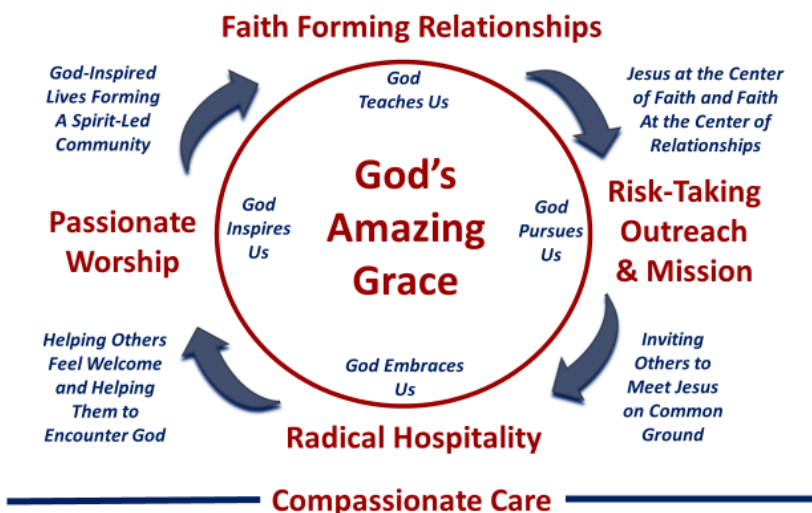 Faith Forming Relationships
God-Inspired
Lives Forming
A Spirit-Led
Community
God
Teaches Us
Jesus at the Center
of Faith and Faith
At the Center of
Relationships
Passionate
Worship
God
Inspires
Us
God's
Amazing
Grace
God
Pursues
Us
Risk-Taking
Outreach
& Mission
Helping Others
Feel Welcome
and Helping
Them to
Encounter God
God Embraces
Us
Inviting
Others to
Meet Jesus
on Common
Ground
Radical Hospitality
Compassionate Care